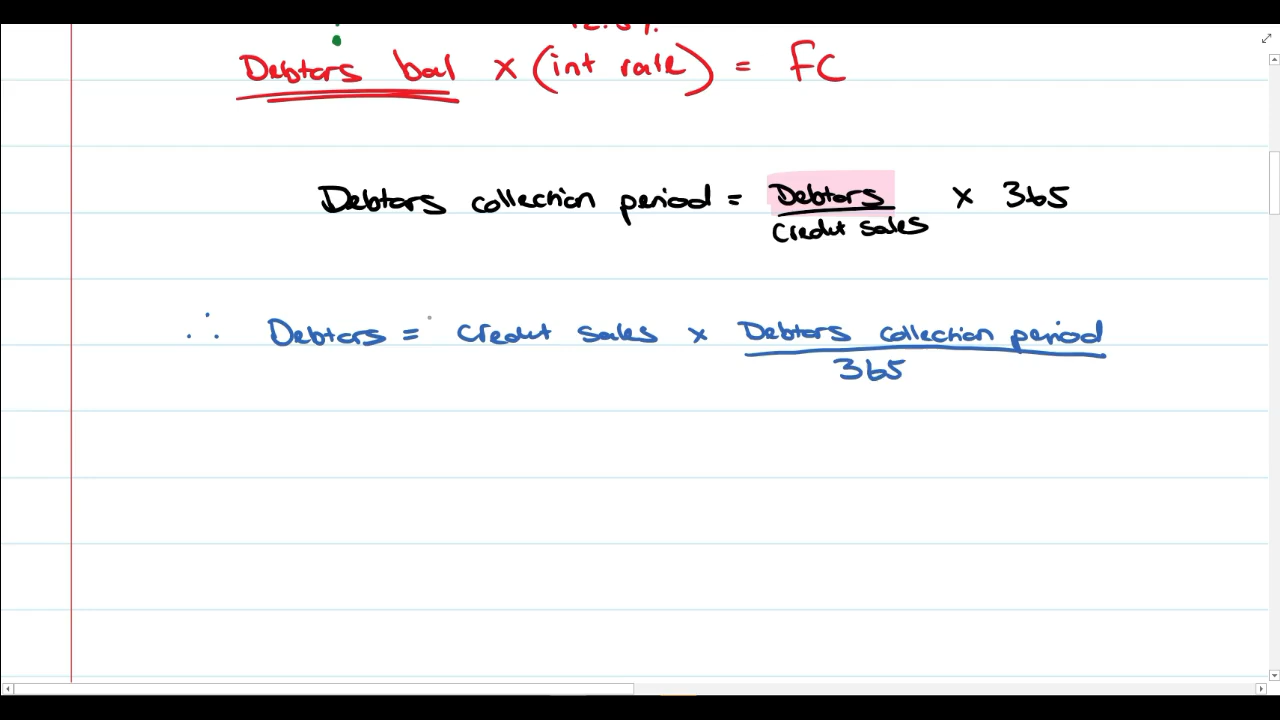 Debtors bal × (int rate) = FC
Debtors collection period = Debtors × 365
Credit sales
∴ Debtors = credit sales × Debtors collection period
365